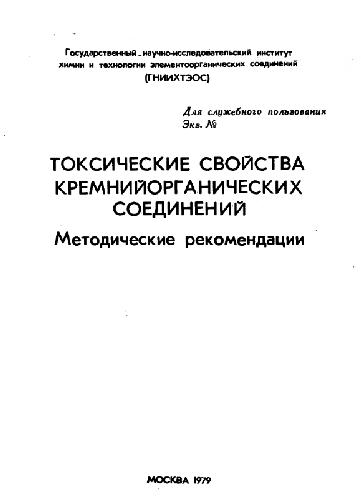 Государственный научно-исследовательский институт
химии и технологии элементоорганических соединений
(ГНИИХТЭОС)
Для служебного пользования
Экз. №
ТОКСИЧЕСКИЕ СВОЙСТВА
КРЕМНИЙОРГАНИЧЕСКИХ
СОЕДИНЕНИЙ
Методические рекомендации
МОСКВА 1979